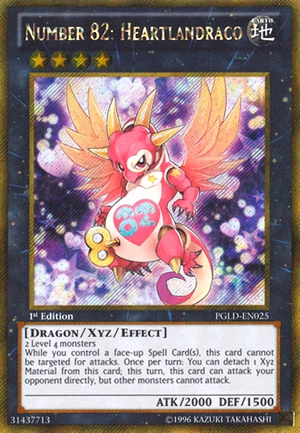 NUMBER 82: HEARTLANDRACO
EARTH
地
82
1st Edition
PGLD-EN025
[DRAGON/XYZ/EFFECT]
2 Level 4 monsters
While you control a face-up Spell Card(s), this card cannot
be targeted for attacks. Once per turn: You can detach 1 Xyz
Material from this card; this turn, this card can attack your
opponent directly, but other monsters cannot attack.
ATK/2000 DEF/1500
31437713
©1996 KAZUKI TAKAHASHI